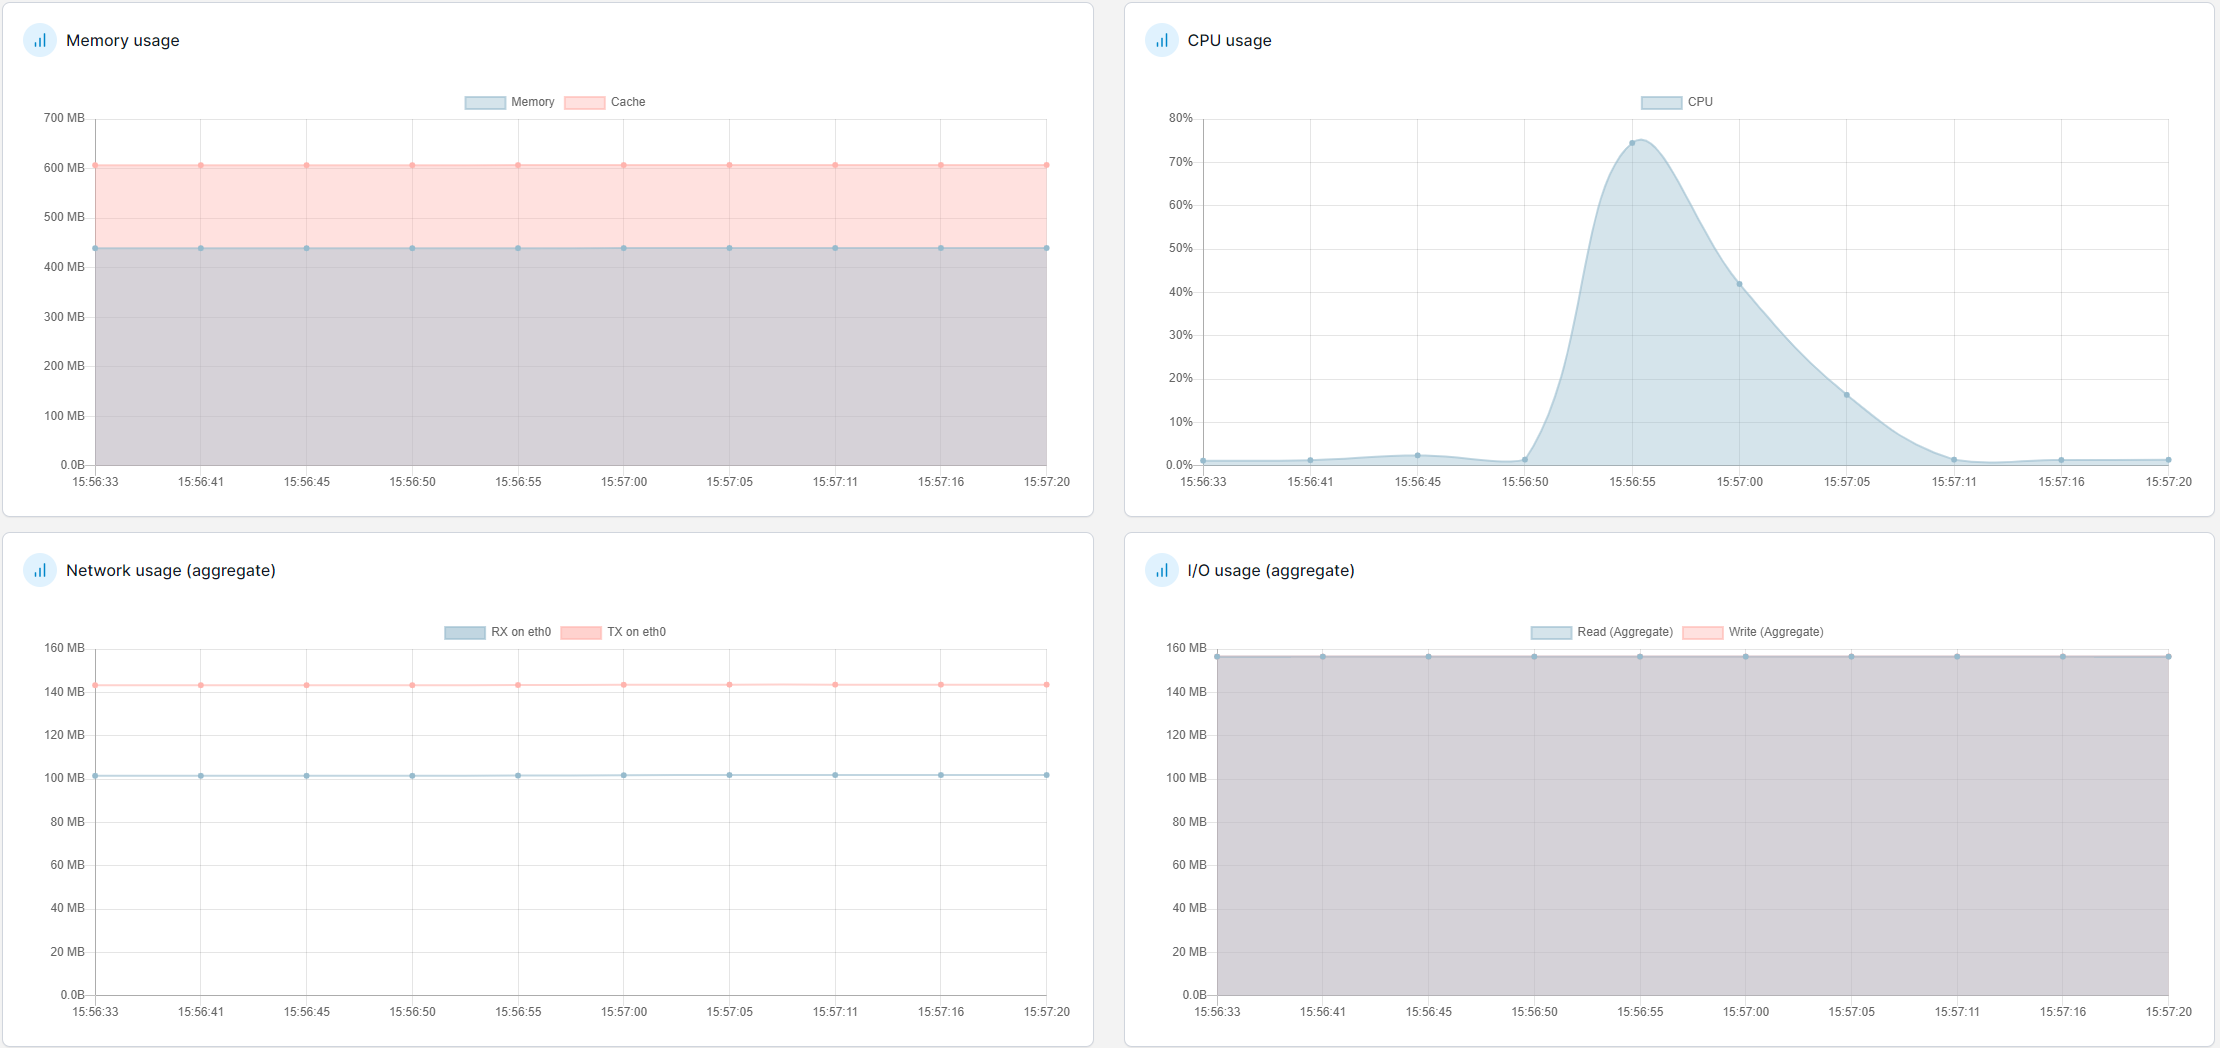 Memory usage
Memory Cache
700 MB
600 MB
500 MB
400 MB
300 MB
200 MB
100 MB
0.0B
15:56:33 15:56:41 15:56:45 15:56:50 15:56:55 15:57:00 15:57:05 15:57:11 15:57:16 15:57:20
CPU usage
CPU
80%
70%
60%
50%
40%
30%
20%
10%
0.0%
15:56:33 15:56:41 15:56:45 15:56:50 15:56:55 15:57:00 15:57:05 15:57:11 15:57:16 15:57:20
Network usage (aggregate)
RX on eth0 TX on eth0
160 MB
140 MB
120 MB
100 MB
80 MB
60 MB
40 MB
20 MB
0.0B
15:56:33 15:56:41 15:56:45 15:56:50 15:56:55 15:57:00 15:57:05 15:57:11 15:57:16 15:57:20
I/O usage (aggregate)
Read (Aggregate) Write (Aggregate)
160 MB
140 MB
120 MB
100 MB
80 MB
60 MB
40 MB
20 MB
0.0B
15:56:33 15:56:41 15:56:45 15:56:50 15:56:55 15:57:00 15:57:05 15:57:11 15:57:16 15:57:20